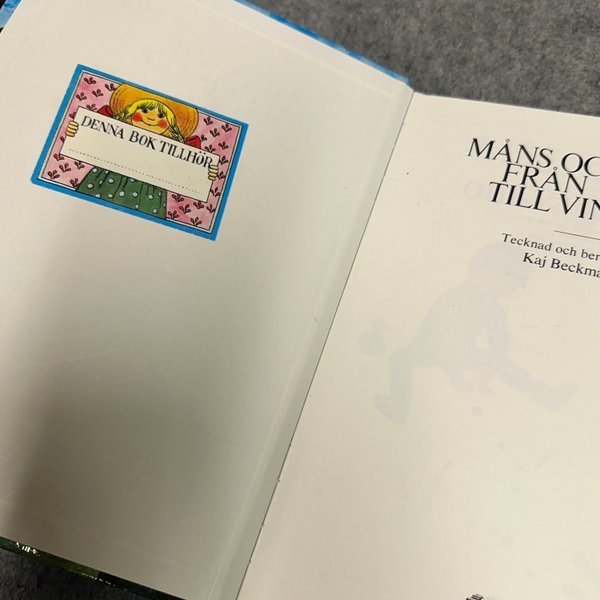 DENNA BOK TILLHÖR
MÅNS OC
FRÅN
TILL VIN
Tecknad och ber
Kaj Beckma